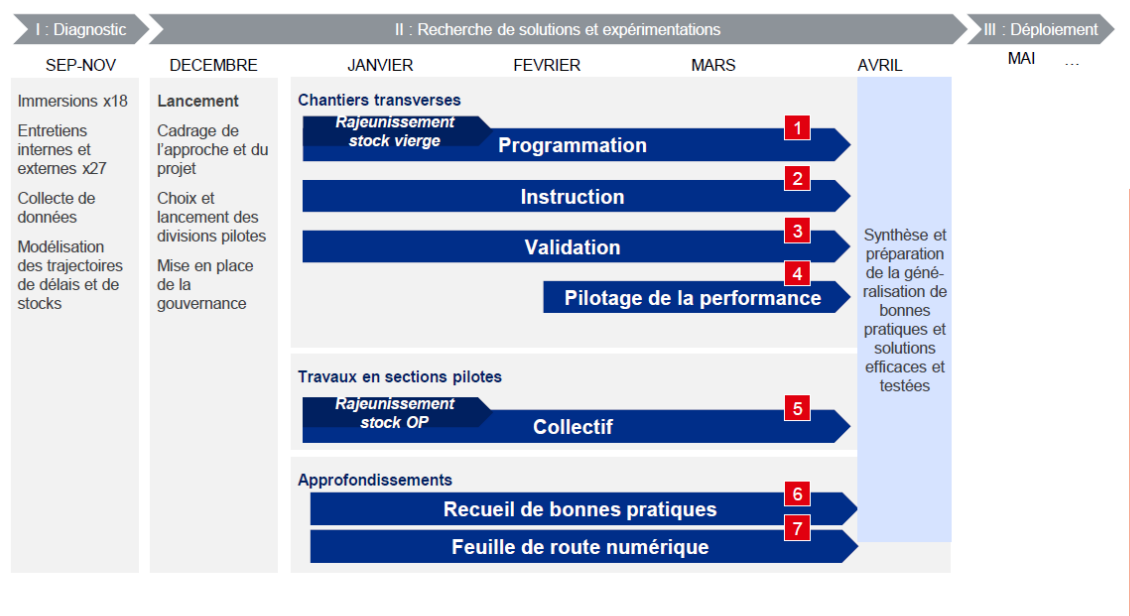 I : Diagnostic
II : Recherche de solutions et expérimentations
III : Déploiement
SEP-NOV
DECEMBRE
JANVIER
FEVRIER
MARS
AVRIL
MAI
...
Immersions x18
Entretiens
internes et
externes x27
Collecte de
données
Modélisation
des trajectoires
de délais et de
stocks
Lancement
Cadrage de
l'approche et du
projet
Choix et
lancement des
divisions pilotes
Mise en place
de la
gouvernance
Chantiers transverses
Rajeunissement
stock vierge
Programmation
1
Instruction
2
Validation
3
Pilotage de la performance
4
Travaux en sections pilotes
Rajeunissement
stock OP
Collectif
5
Approfondissements
Recueil de bonnes pratiques
6
Feuille de route numérique
7
Synthèse et
préparation
de la géné-
ralisation de
bonnes
pratiques et
solutions
efficaces et
testées